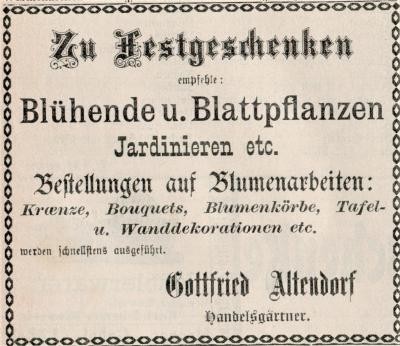 Zu Festgeschenken
empfehle:
Blühende u. Blattpflanzen
Jardinieren etc.
Bestellungen auf Blumenarbeiten:
Krænze, Bouquets, Blumenkörbe, Tafel-
u. Wanddekorationen etc.
werden schnellstens ausgeführt.
Gottfried Altendorf
Handelsgärtner.